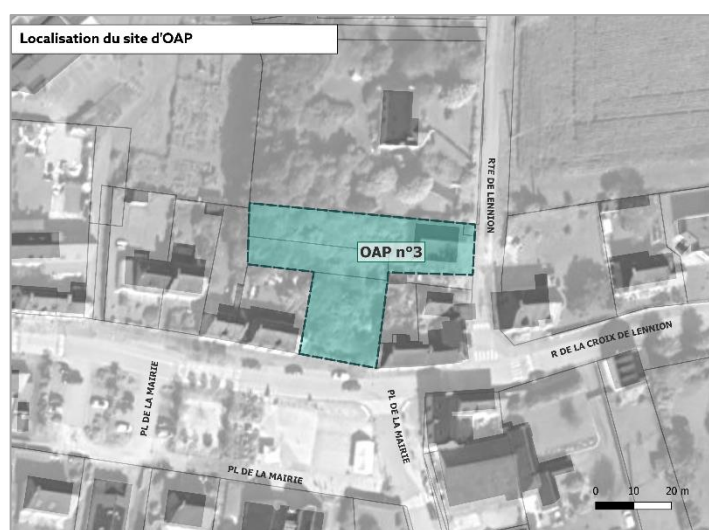 Localisation du site d'OAP
RTE DE LENNION
OAP n°3
R DE LA CROIX DE LENNION
PL DE LA MAIRIE
PL DE LA MAIRIE
PL DE LA MAIRIE
0 10 20 m